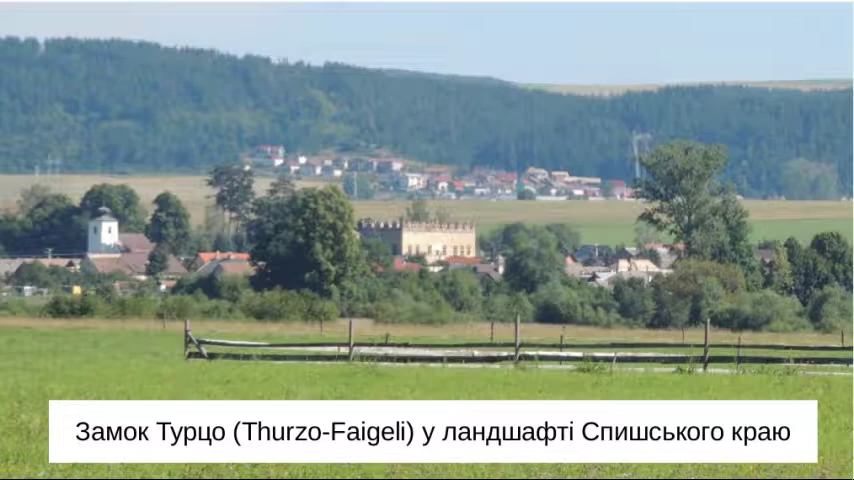 Замок Турцо (Thurzo-Faigeli) у ландшафті Спишського краю